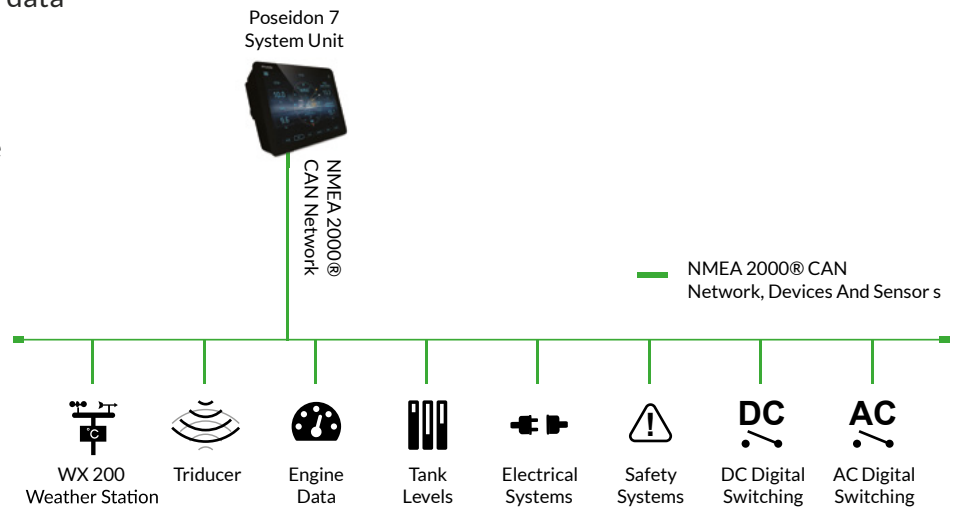 data
Poseidon 7
System Unit
NMEA 2000®
CAN Network
NMEA 2000® CAN
Network, Devices And Sensor s
°C
DC
AC
WX 200
Weather Station
Triducer
Engine
Data
Tank
Levels
Electrical
Systems
Safety
Systems
DC Digital
Switching
AC Digital
Switching